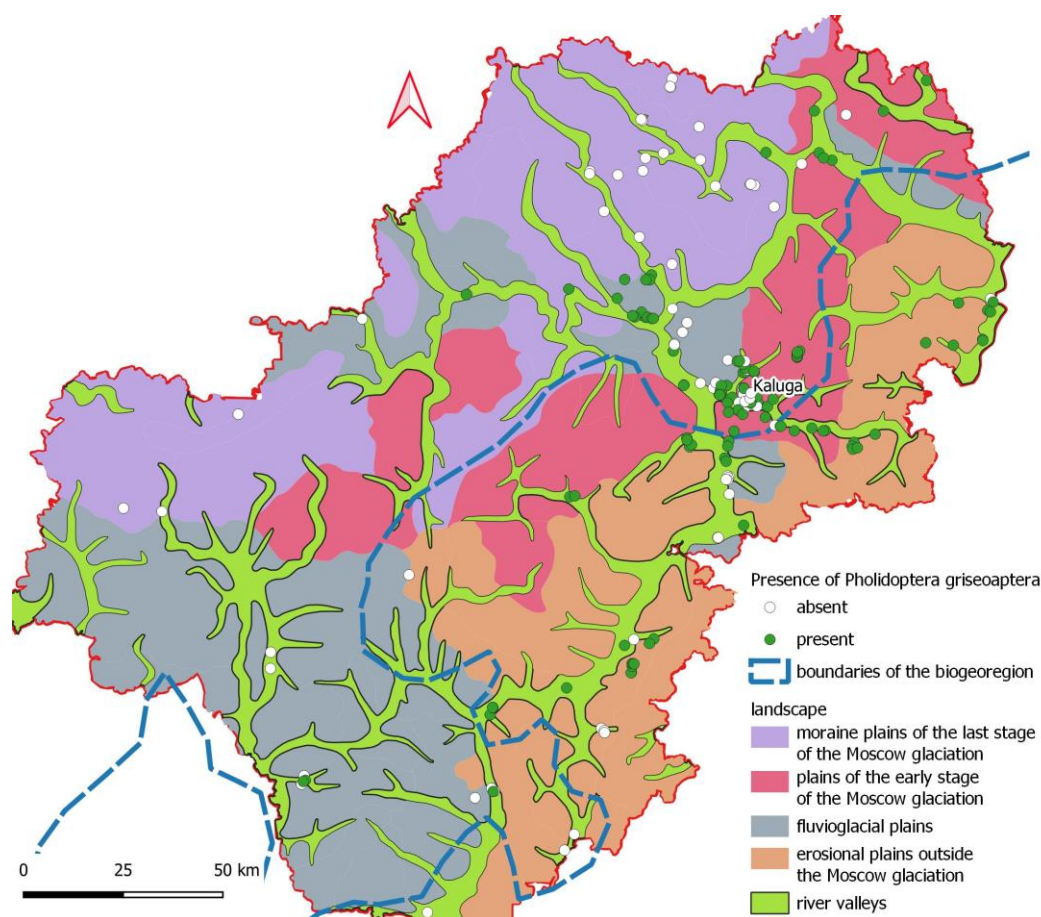 Kaluga
Presence of Pholidoptera griseoaptera
absent
present
boundaries of the biogeoregion
landscape
moraine plains of the last stage
of the Moscow glaciation
plains of the early stage
of the Moscow glaciation
fluvioglacial plains
erosional plains outside
the Moscow glaciation
river valleys
0 25 50 km